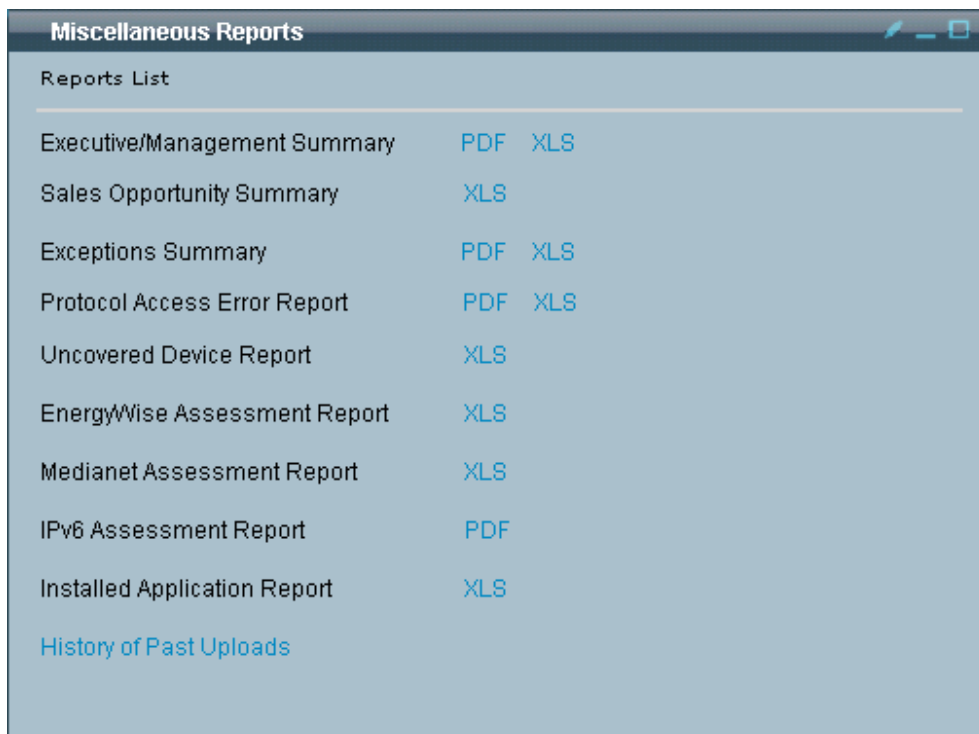 Miscellaneous Reports
Reports List
Executive/Management Summary PDF XLS
Sales Opportunity Summary XLS
Exceptions Summary PDF XLS
Protocol Access Error Report PDF XLS
Uncovered Device Report XLS
EnergyWise Assessment Report XLS
Medianet Assessment Report XLS
IPv6 Assessment Report PDF
Installed Application Report XLS
History of Past Uploads